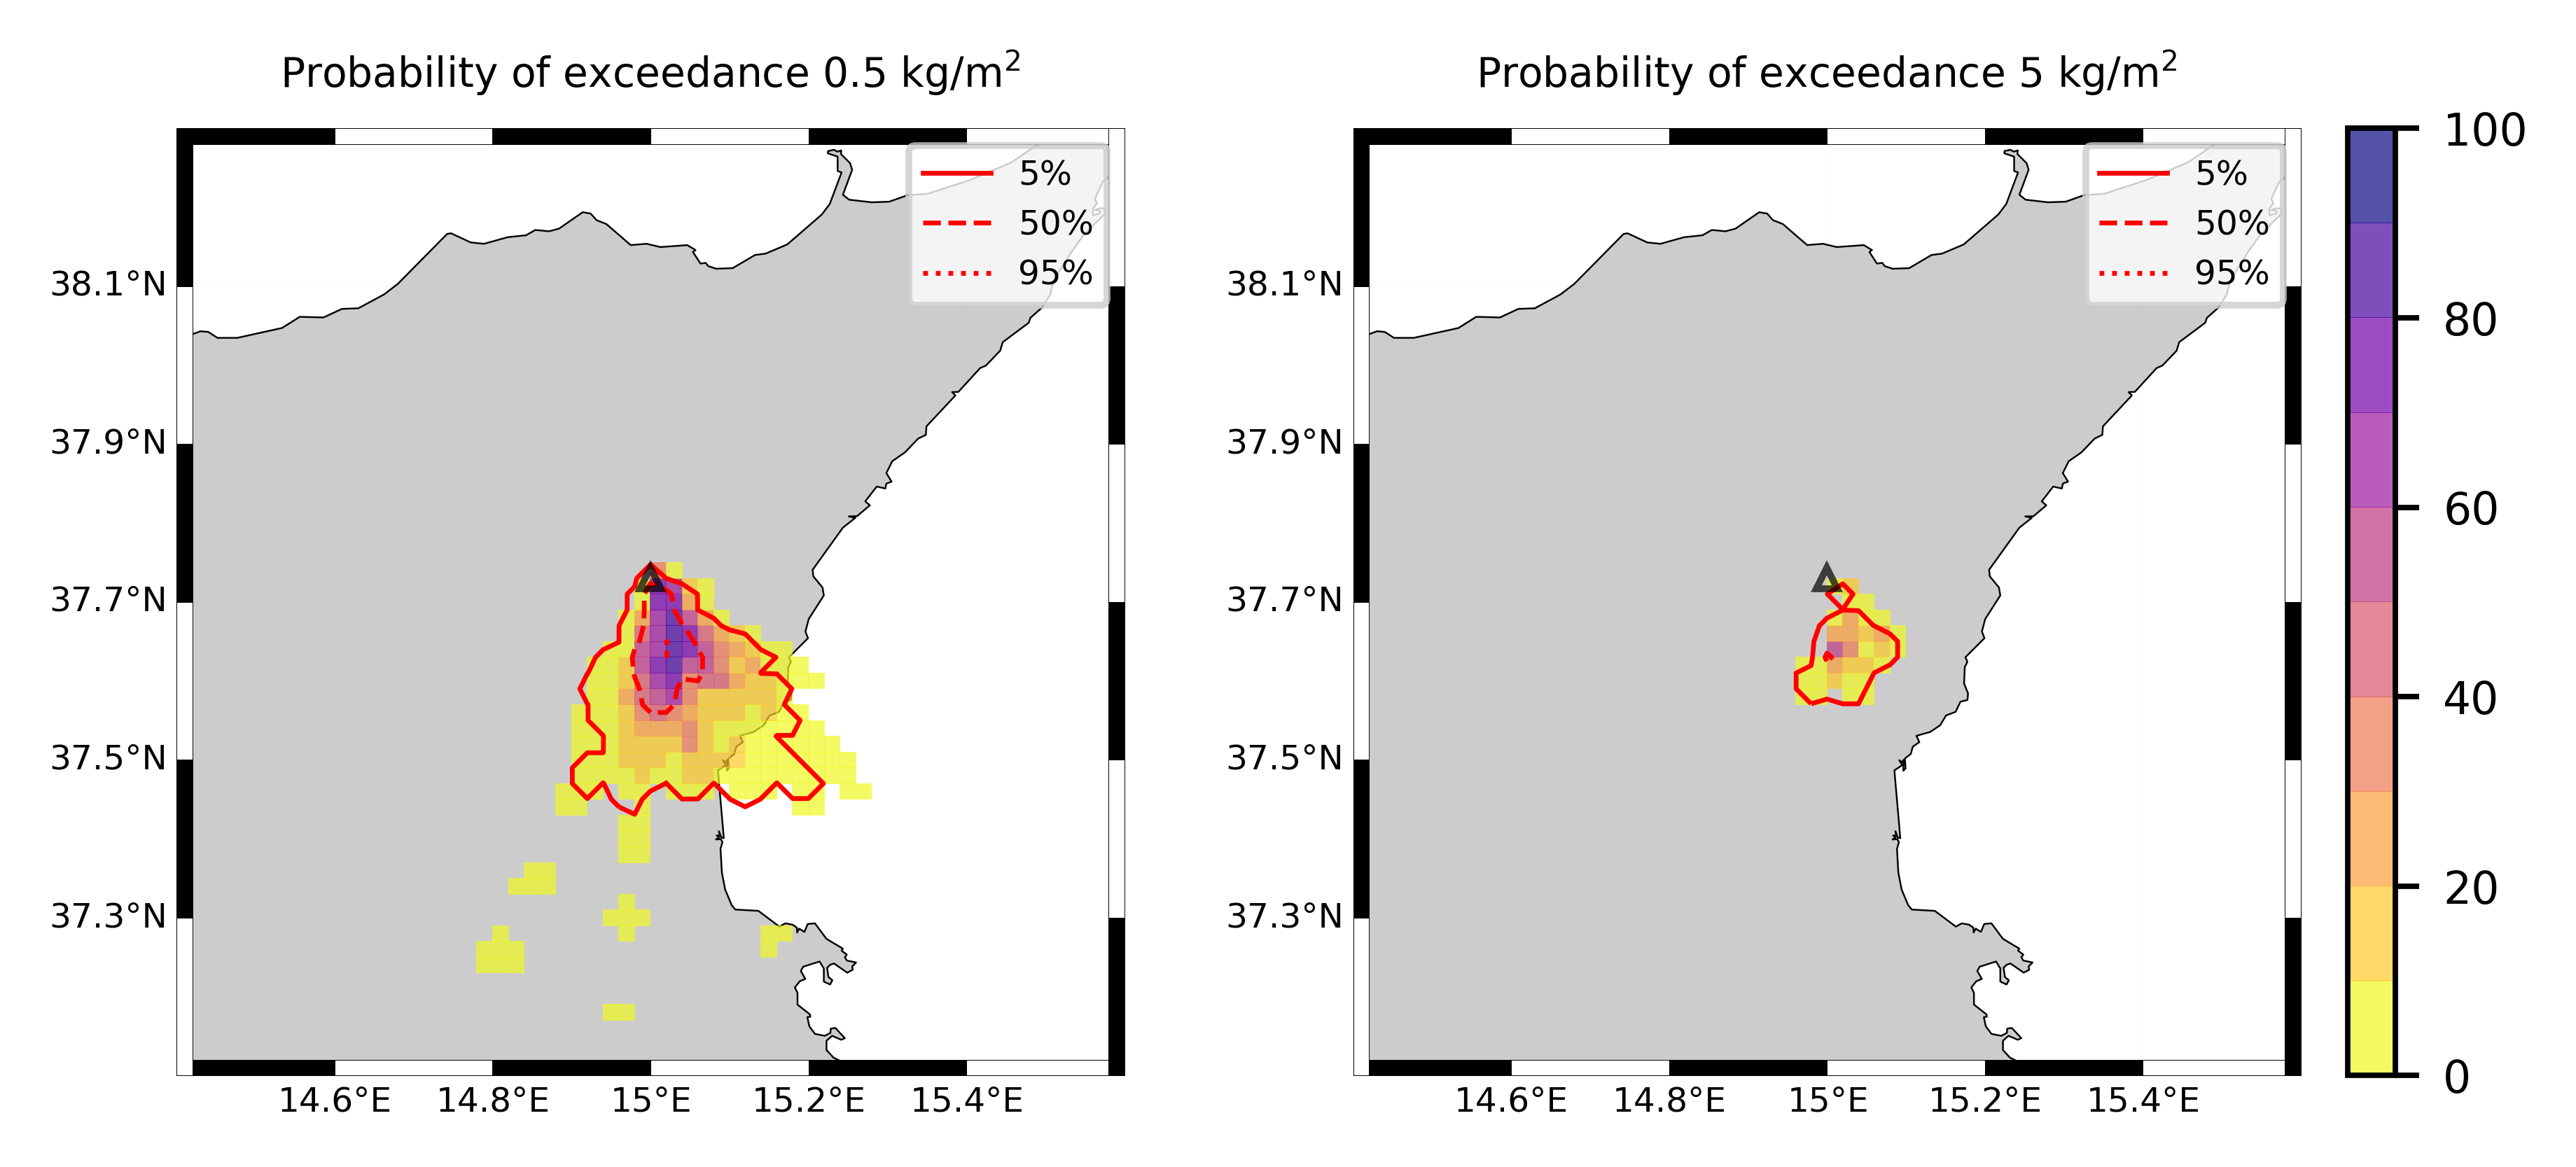 Probability of exceedance 0.5 kg/m²
5%
50%
95%
38.1°N
37.9°N
37.7°N
37.5°N
37.3°N
14.6°E 14.8°E 15°E 15.2°E 15.4°E
Probability of exceedance 5 kg/m²
5%
50%
95%
38.1°N
37.9°N
37.7°N
37.5°N
37.3°N
14.6°E 14.8°E 15°E 15.2°E 15.4°E
100
80
60
40
20
0